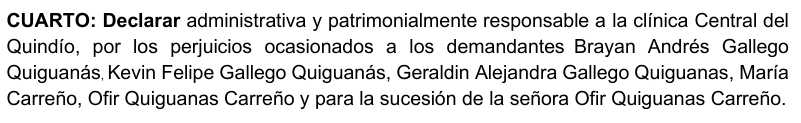 CUARTO: Declarar administrativa y patrimonialmente responsable a la clínica Central del
Quindío, por los perjuicios ocasionados a los demandantes Brayan Andrés Gallego
Quiguanás, Kevin Felipe Gallego Quiguanás, Geraldin Alejandra Gallego Quiguanas, María
Carreño, Ofir Quiguanas Carreño y para la sucesión de la señora Ofir Quiguanas Carreño.